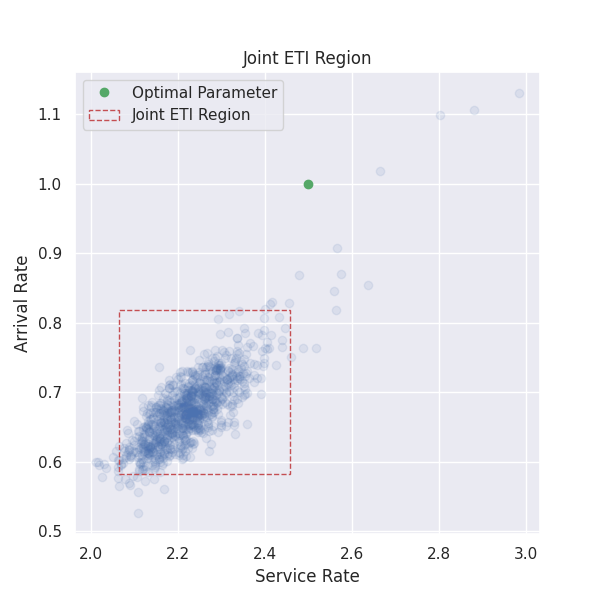 Joint ETI Region
Optimal Parameter
Joint ETI Region
Arrival Rate
1.1
1.0
0.9
0.8
0.7
0.6
0.5
2.0 2.2 2.4 2.6 2.8 3.0
Service Rate